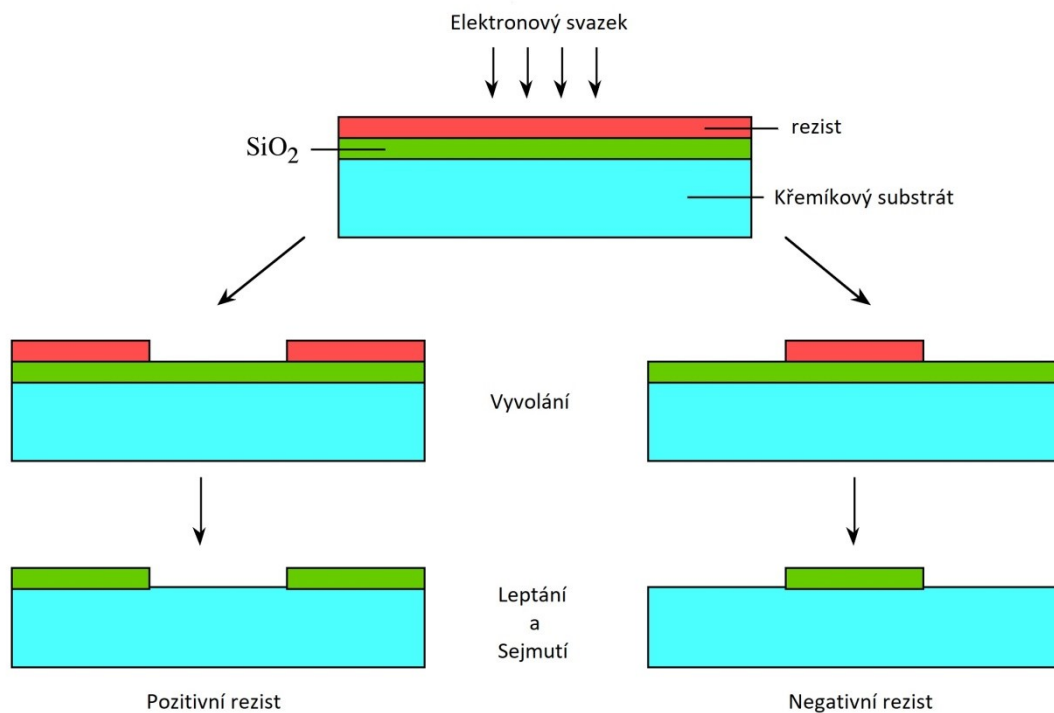 Elektronový svazek
rezist
SiO2
Křemíkový substrát
Vyvolání
Leptání
a
Sejmutí
Pozitivní rezist
Negativní rezist